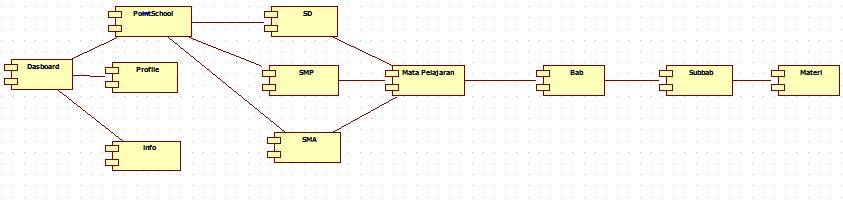 PointSchool
SD
Dasboard
Profile
SMP
Mata Pelajaran
Bab
Subbab
Materi
SMA
Info